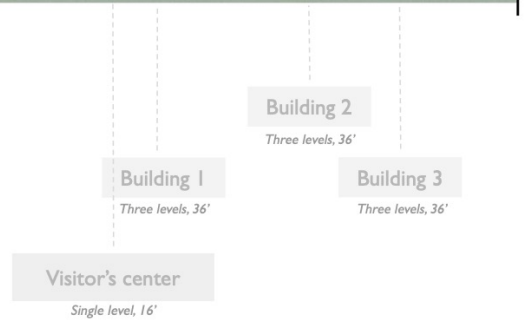 Building 2
Three levels, 36'
Building 1
Three levels, 36'
Building 3
Three levels, 36'
Visitor's center
Single level, 16'